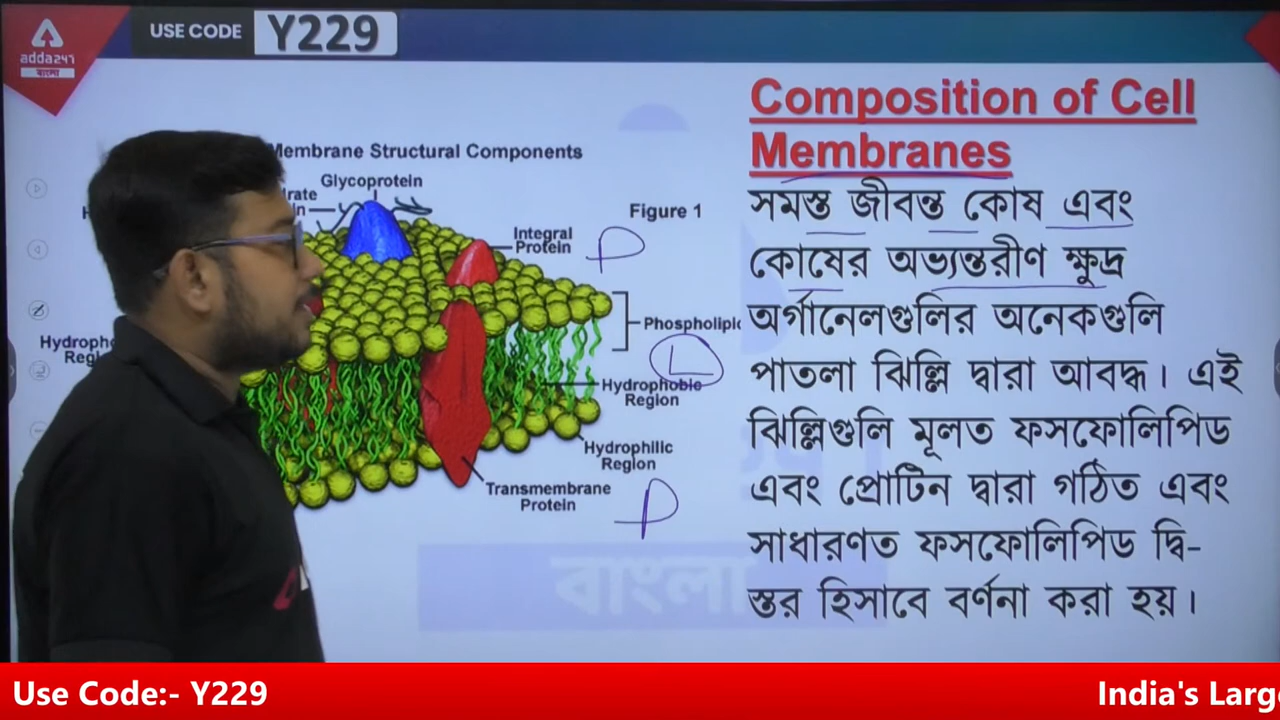 adda247
বাংলা
USE CODE Y229
Composition of Cell
Membranes
Membrane Structural Components
Glycoprotein
Figure 1
Integral
Protein
P
L
Hydrophobic
Region
Hydrophilic
Region
Transmembrane
Protein
P
সমস্ত জীবন্ত কোষ এবং
কোষের অভ্যন্তরীণ ক্ষুদ্র
অর্গানেলগুলির অনেকগুলি
পাতলা ঝিল্লি দ্বারা আবদ্ধ। এই
ঝিল্লিগুলি মূলত ফসফোলিপিড
এবং প্রোটিন দ্বারা গঠিত এবং
সাধারণত ফসফোলিপিড দ্বি-
স্তর হিসাবে বর্ণনা করা হয়।
বাংলা
Use Code:- Y229
India's